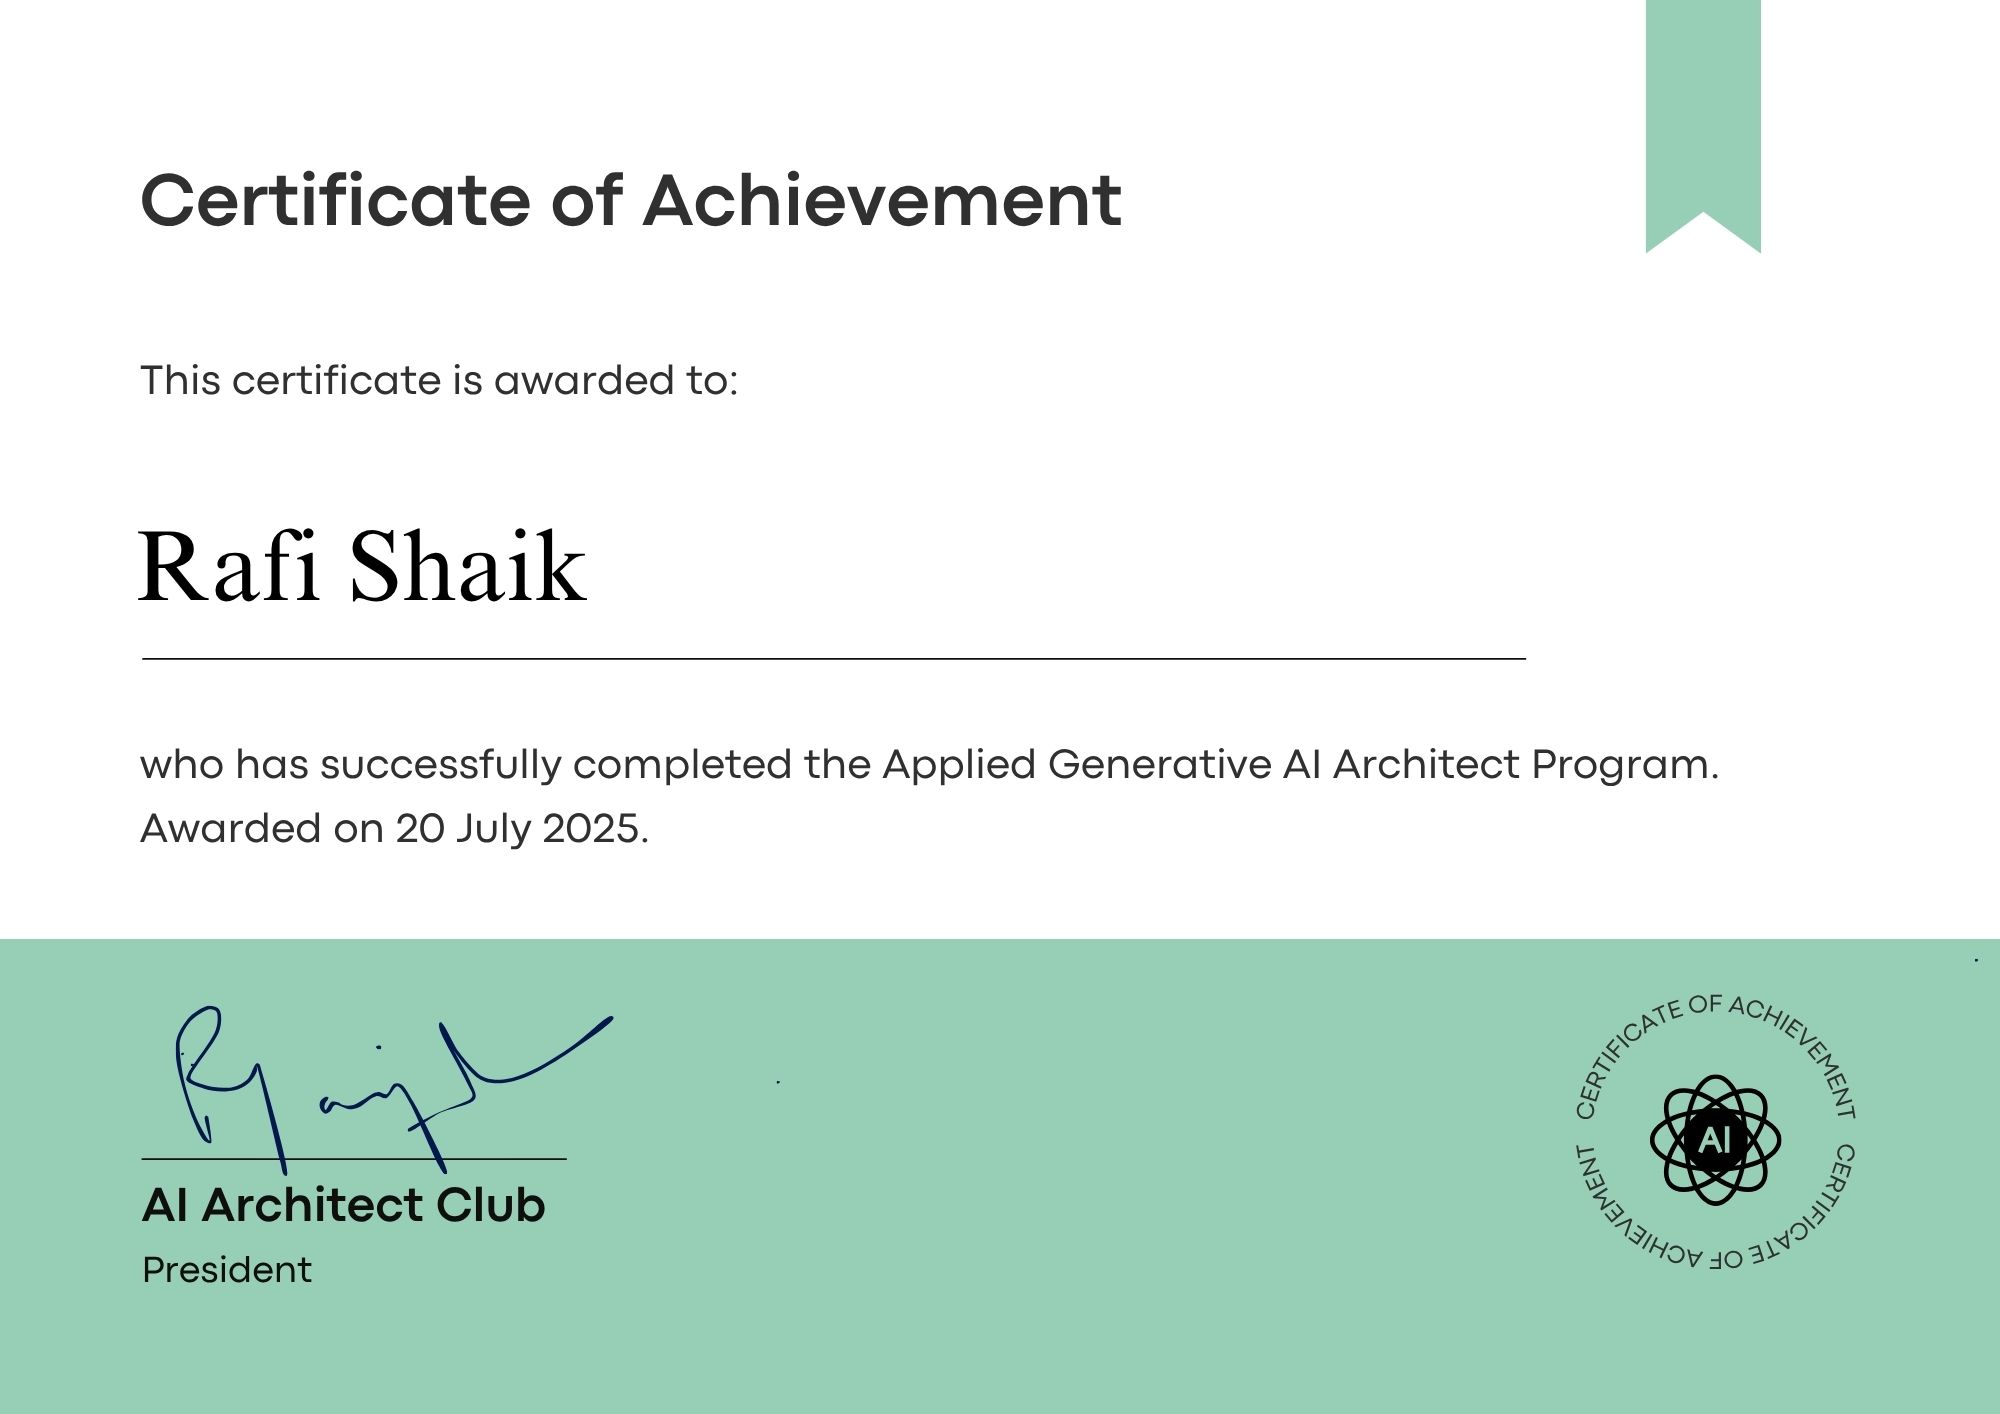 Certificate of Achievement
This certificate is awarded to:
Rafi Shaik
who has successfully completed the Applied Generative AI Architect Program.
Awarded on 20 July 2025.
AI Architect Club
President
CERTIFICATE OF ACHIEVEMENT
CERTIFICATE OF ACHIEVEMENT
AI